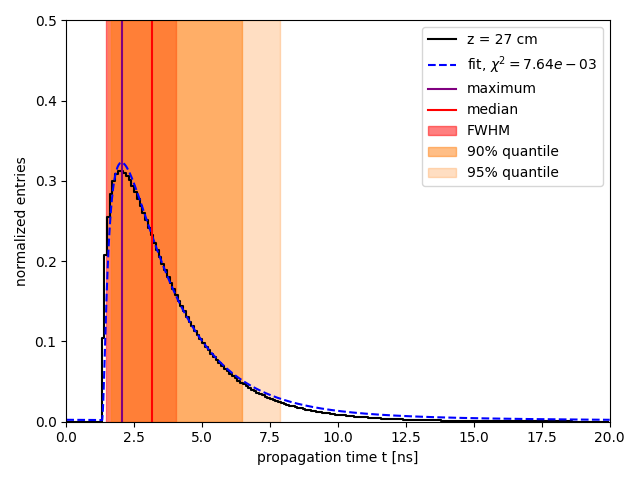 0.5
0.4
0.3
0.2
0.1
0.0
normalized entries
z = 27 cm
fit, χ² = 7.64e − 03
maximum
median
FWHM
90% quantile
95% quantile
0.0 2.5 5.0 7.5 10.0 12.5 15.0 17.5 20.0
propagation time t [ns]